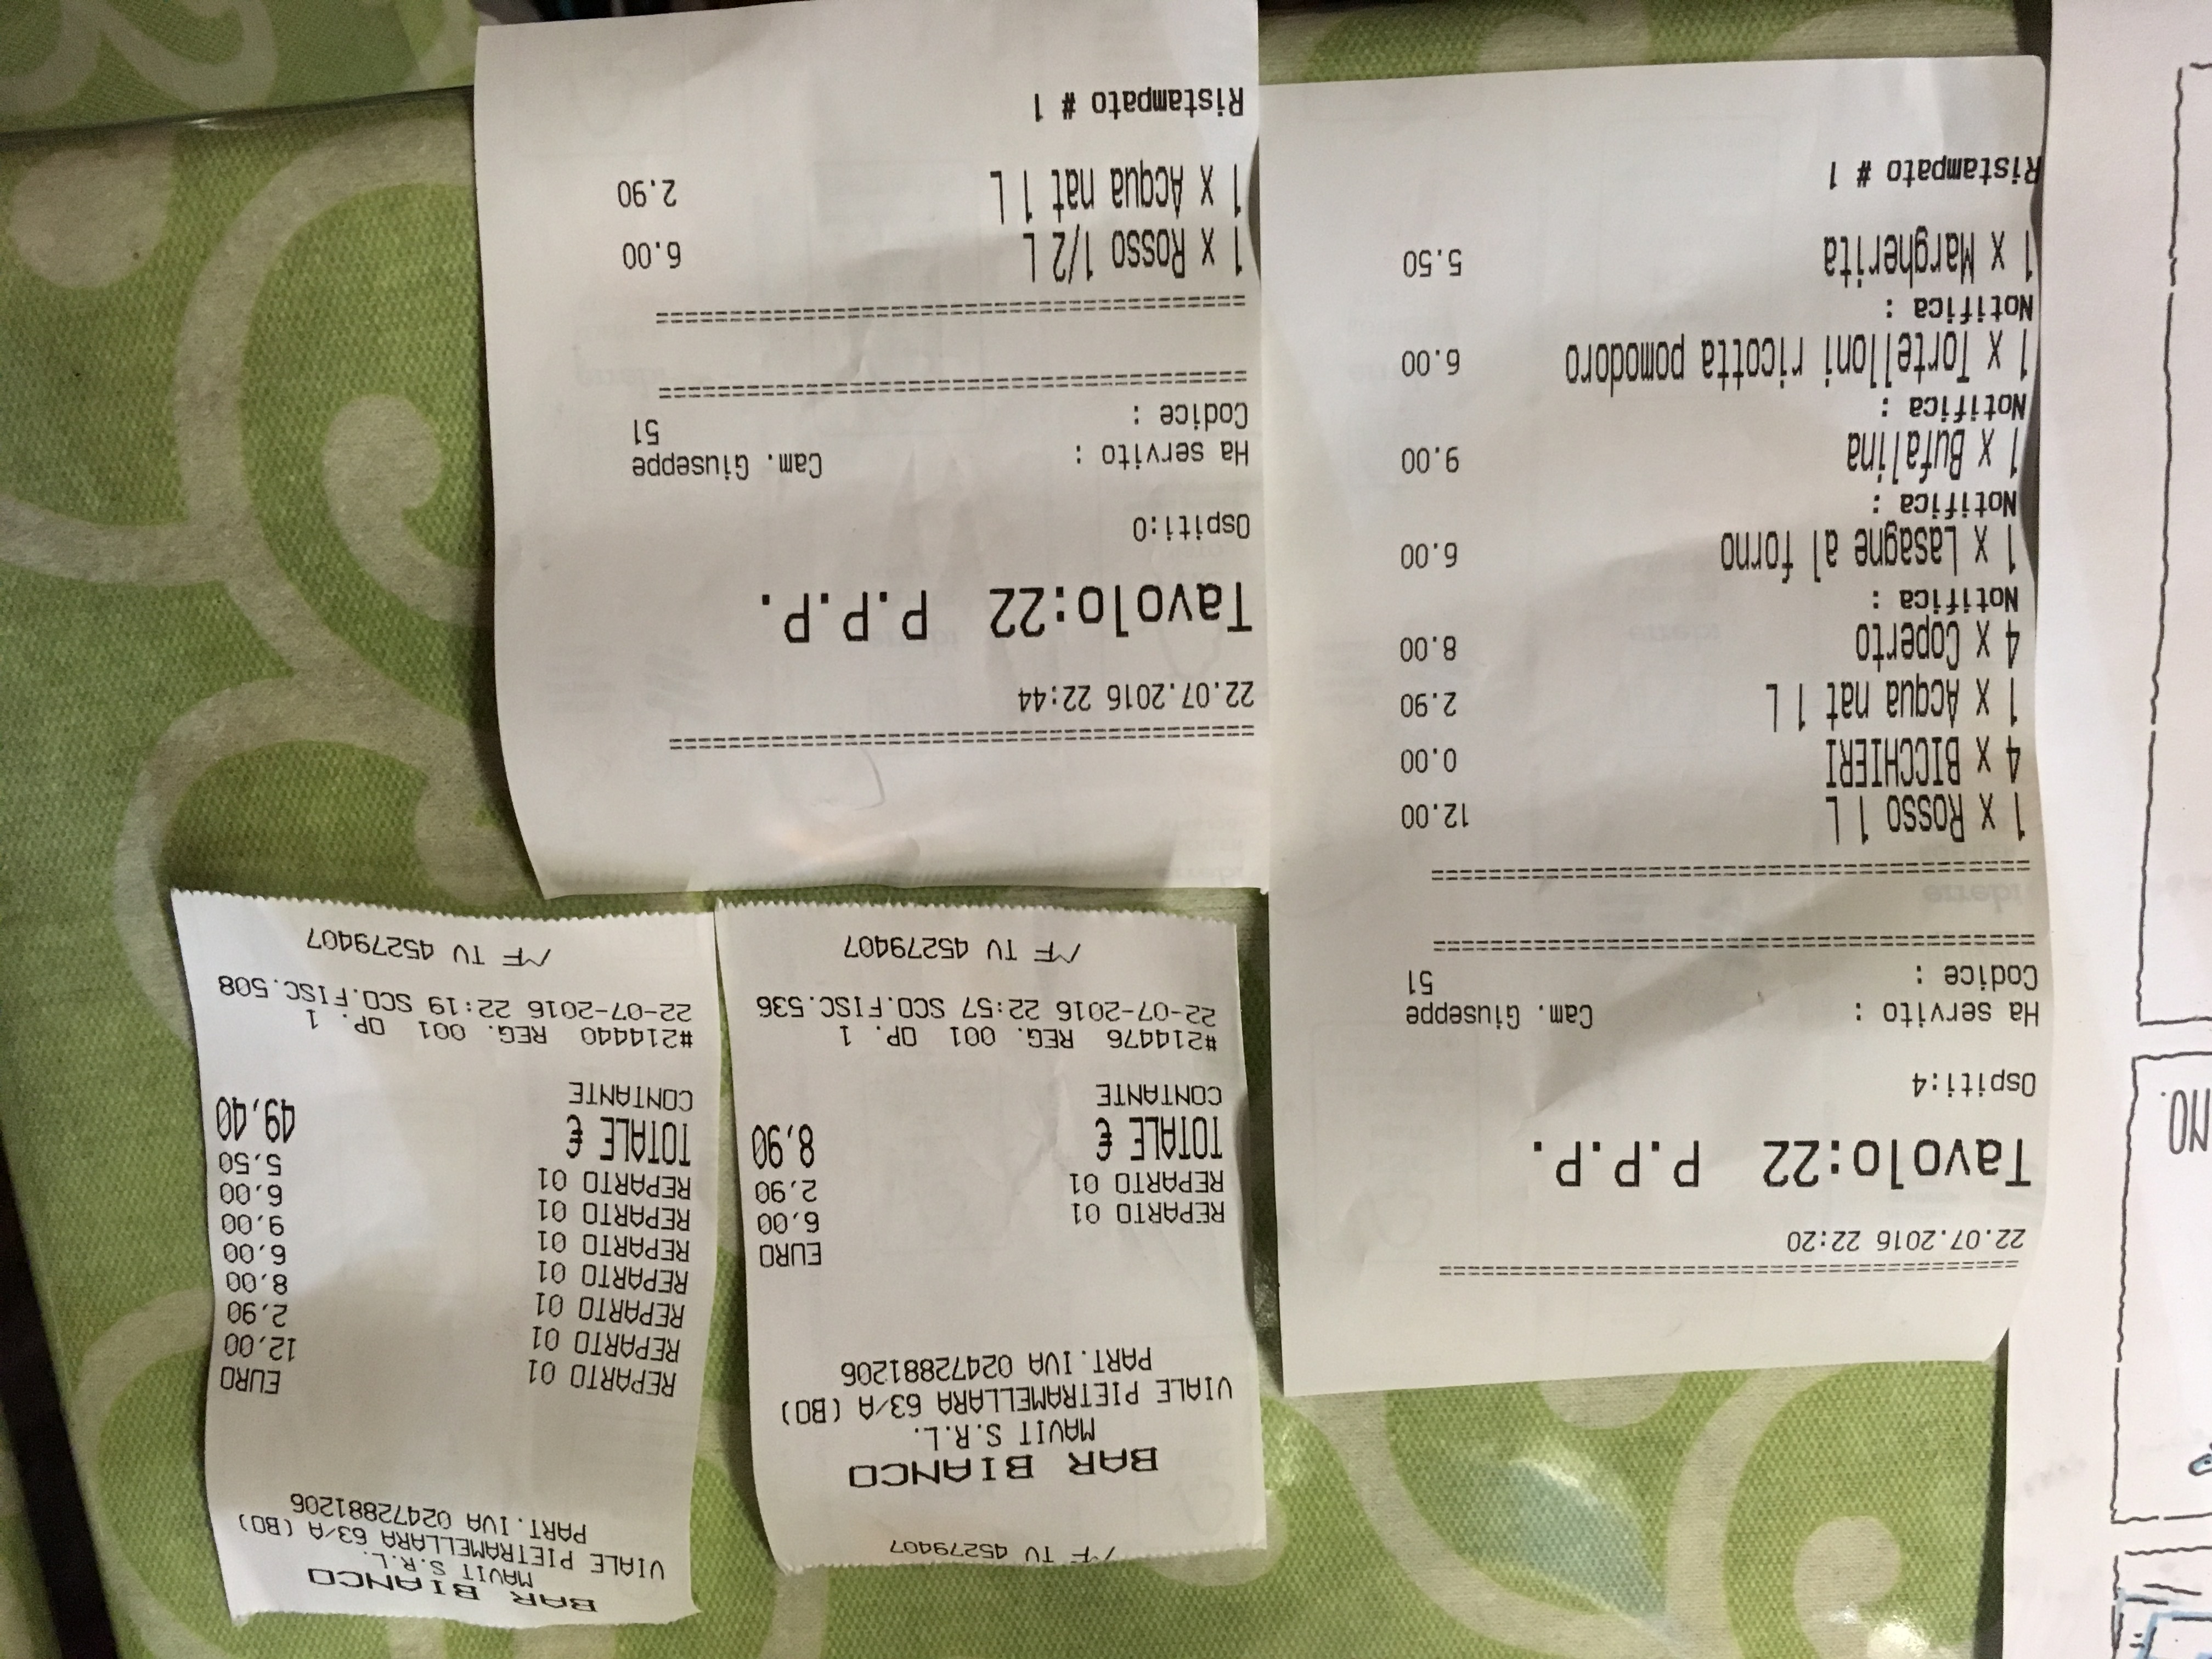 22.07.2016 22:20
Tavolo:22 P.P.P.
Ospiti:4
Ha servito : Cam. Giuseppe
Codice : 51
1 x Rosso 1 L 12.00
4 x BICCHIERI 0.00
1 x Acqua nat 1 L 2.90
4 x Coperto 8.00
Notifica :
1 x Lasagne al forno 6.00
Notifica :
1 x Bufalina 9.00
Notifica :
1 x Tortelloni ricotta pomodoro 6.00
Notifica :
1 x Margherita 5.50
Ristampato # 1
MF TU 45279407
BAR BIANCO
MAVIT S.R.L.
VIALE PIETRAMELLARA 63/A (BO)
PART.IVA 02472881206
EURO
REPARTO 01 6,00
REPARTO 01 2,90
TOTALE € 8,90
CONTANTE
#214476 REG. 001 OP. 1
22-07-2016 22:57 SCO.FISC.536
MF TU 45279407
BAR BIANCO
MAVIT S.R.L.
VIALE PIETRAMELLARA 63/A (BO)
PART.IVA 02472881206
EURO
REPARTO 01 12,00
REPARTO 01 2,90
REPARTO 01 8,00
REPARTO 01 6,00
REPARTO 01 9,00
REPARTO 01 6,00
REPARTO 01 5,50
TOTALE € 49,40
CONTANTE
#214440 REG. 001 OP. 1
22-07-2016 22:19 SCO.FISC.508
MF TU 45279407
22.07.2016 22:44
Tavolo:22 P.P.P.
Ospiti:0
Ha servito : Cam. Giuseppe
Codice : 51
1 x Rosso 1/2 L 6.00
1 x Acqua nat 1 L 2.90
Ristampato # 1